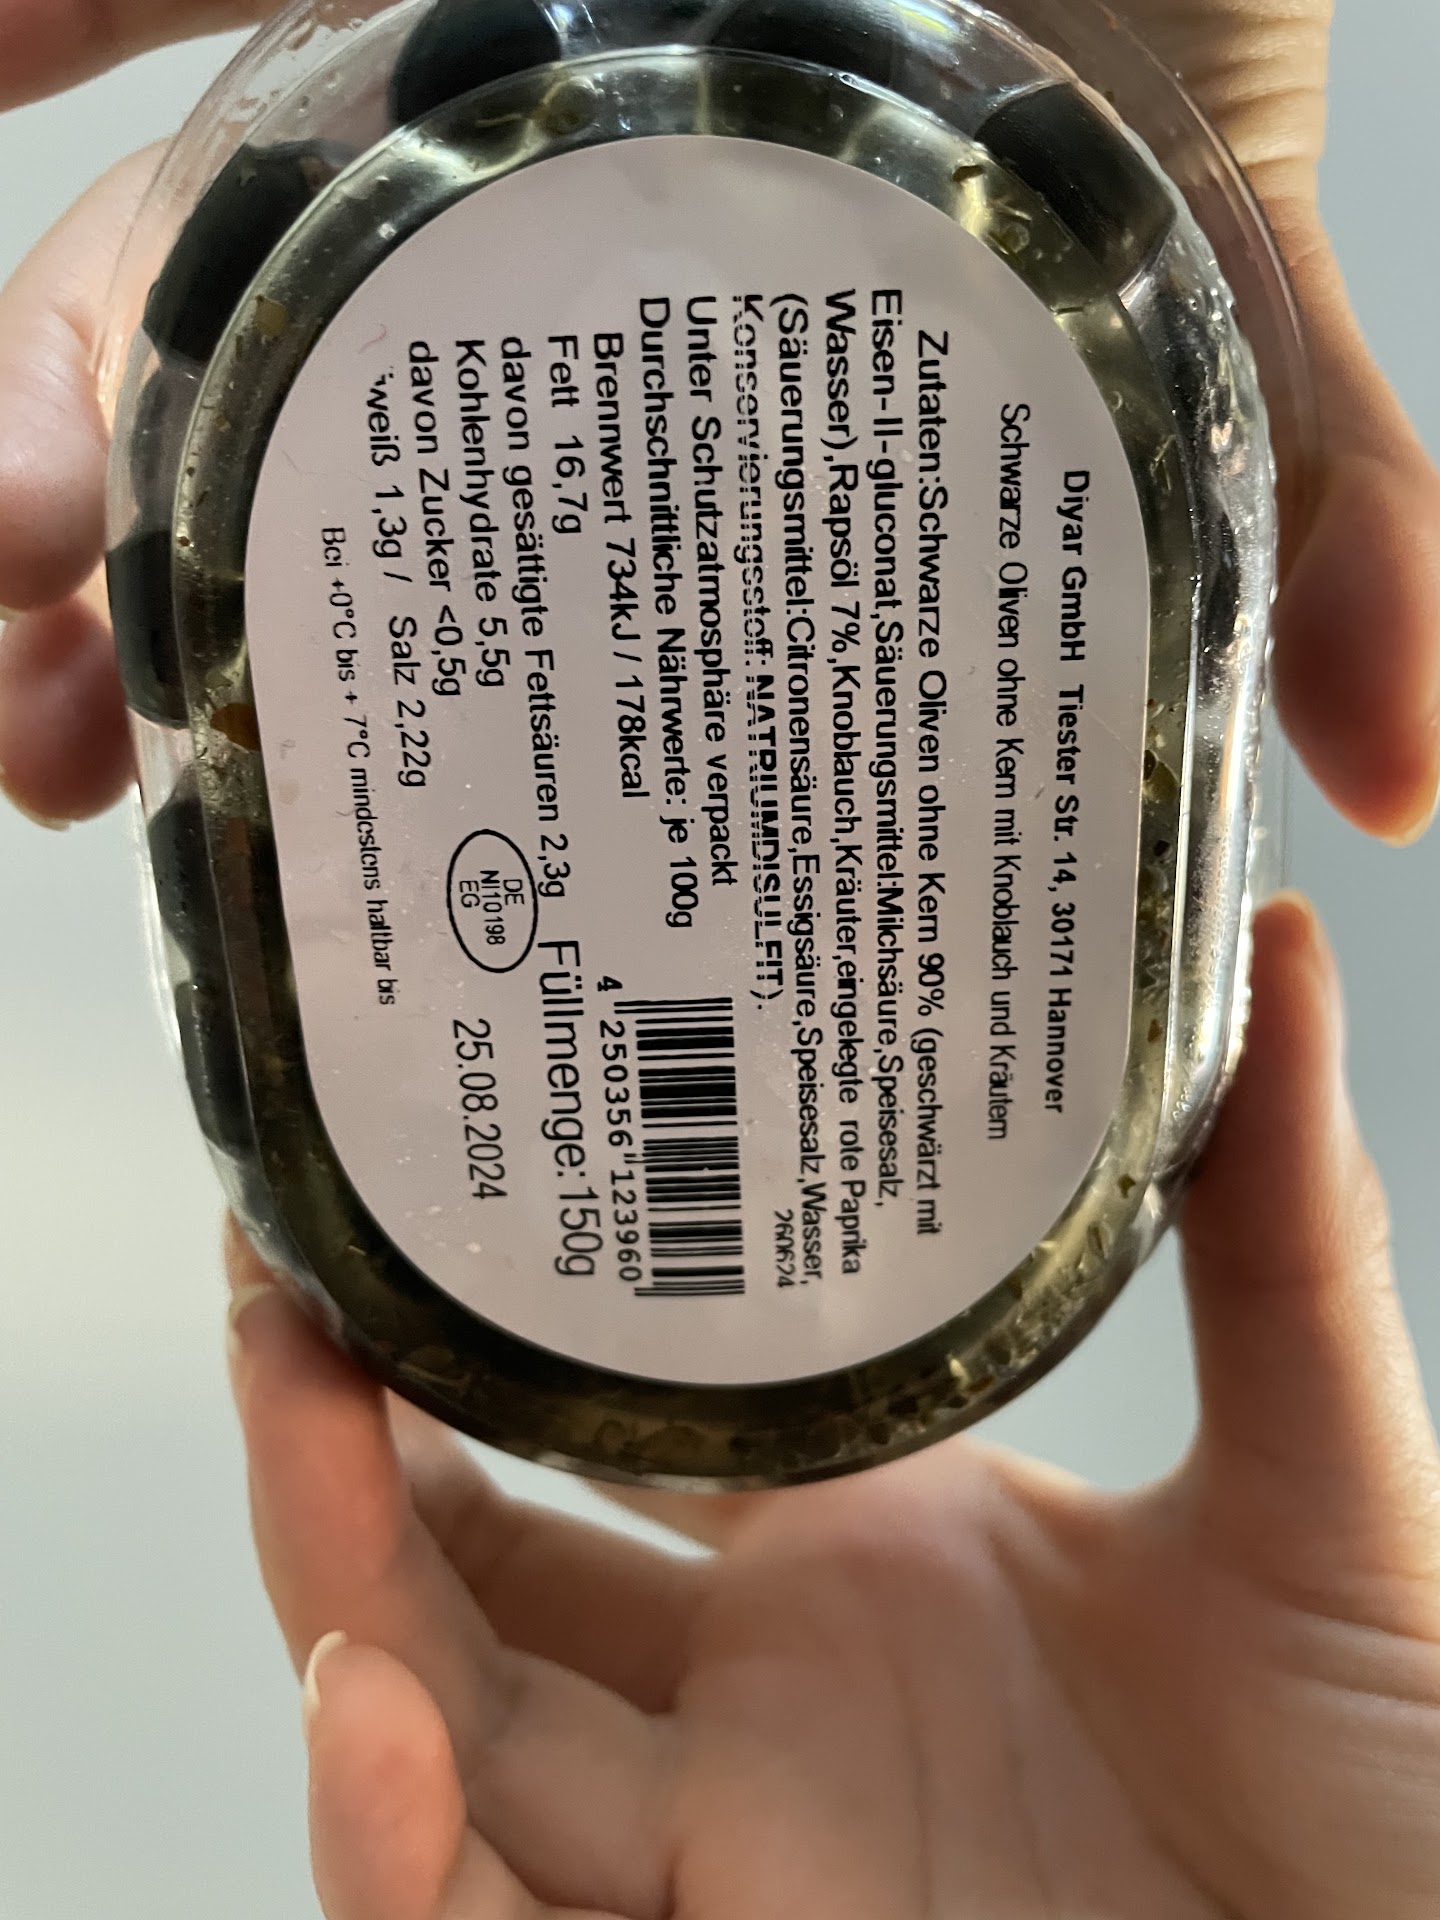 Diyar GmbH Tiester Str. 14, 30171 Hannover
Schwarze Oliven ohne Kern mit Knoblauch und Kräutern
Zutaten:Schwarze Oliven ohne Kern 90% (geschwärzt mit
Eisen-II-gluconat,Säuerungsmittel:Milchsäure,Speisesalz,
Wasser),Rapsöl 7%,Knoblauch,Kräuter,eingelegte rote Paprika
(Säuerungsmittel:Citronensäure,Essigsäure,Speisesalz,Wasser,
Konservierungsstoff: NATRIUMDISULFIT).
260624
Unter Schutzatmosphäre verpackt
Durchschnittliche Nährwerte: je 100g
Brennwert 734kJ / 178kcal
Fett 16,7g
davon gesättigte Fettsäuren 2,3g
Kohlenhydrate 5,5g
davon Zucker <0,5g
iweiß 1,3g / Salz 2,22g
4 250356 123960
Füllmenge:150g
DE
NI10198
EG
25.08.2024
Bei +0°C bis + 7°C mindestens haltbar bis